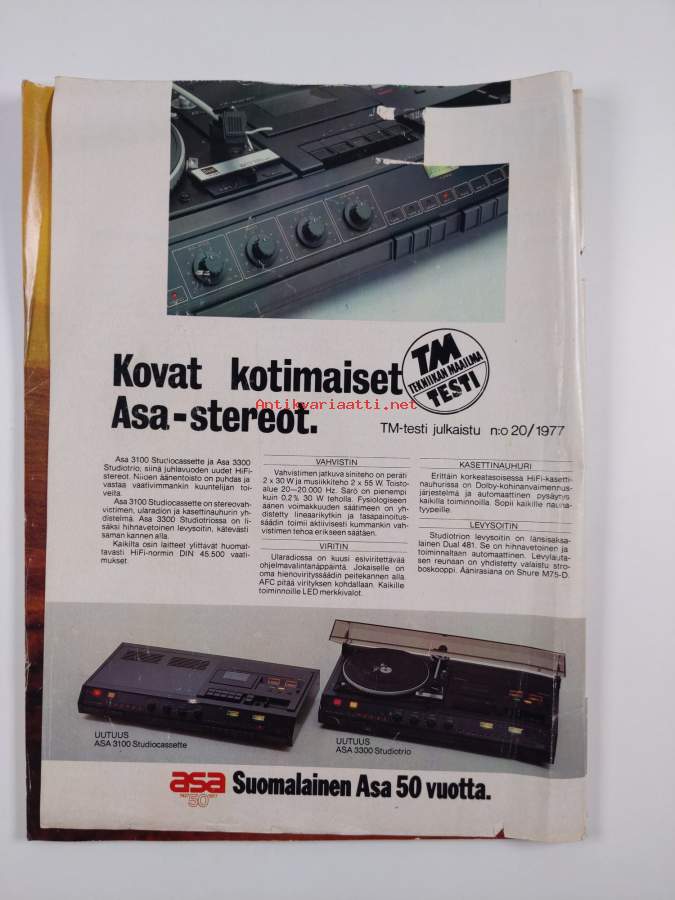 Kovat kotimaiset
Asa-stereot.
TM
TEKNIIKAN MAAILMA
TESTI
Antikvariaatti.net
TM-testi julkaistu n:o 20/1977
Asa 3100 Studiocassette ja Asa 3300
Studiotrio; siinä juhlavuoden uudet HiFi-
stereot. Niiden äänentoisto on puhdas ja
vastaa vaativimmankin kuuntelijan toi-
veita.
Asa 3100 Studiocassette on stereovah-
vistimen, ularadion ja kasettinauhurin yh-
distelmä. Asa 3300 Studiotriossa on li-
säksi hihnavetoinen levysoitin, kätevästi
saman kannen alla.
Kaikilta osin laitteet ylittävät huomat-
tavasti HiFi-normin DIN 45.500 vaati-
mukset.
VAHVISTIN
Vahvistimen jatkuva siniteho on peräti
2 x 30 W ja musiikkiteho 2 x 55 W. Toisto-
alue 20—20.000 Hz. Särö on pienempi
kuin 0,2% 30 W teholla. Fysiologiseen
äänen voimakkuuden säätimeen on yh-
distetty lineaarikytkin ja tasapainoitus-
säädin toimii aktiivisesti kummankin vah-
vistimen tehoa erikseen säätäen.
VIRITIN
Ularadiossa on kuusi esiviritettävää
ohjelmavalintanäppäintä. Jokaiselle on
oma hienovirityssäädin peitekannen alla
AFC pitää virityksen kohdallaan. Kaikille
toiminnoille LED merkkivalot.
KASETTINAUHURI
Erittäin korkeatasoisessa HiFi-kasetti-
nauhurissa on Dolby-kohinanvaimennus-
järjestelmä ja automaattinen pysäytys
kaikilla toiminnoilla. Sopii kaikille nauha-
tyypeille.
LEVYSOITIN
Studiotrion levysoitin on länsisaksa-
lainen Dual 481. Se on hihnavetoinen ja
toiminnaltaan automaattinen. Levylauta-
sen reunaan on yhdistetty valaistu stro-
boskooppi. Äänirasiana on Shure M75-D.
UUTUUS
ASA 3100 Studiocassette
UUTUUS
ASA 3300 Studiotrio
asa
50
Suomalainen Asa 50 vuotta.